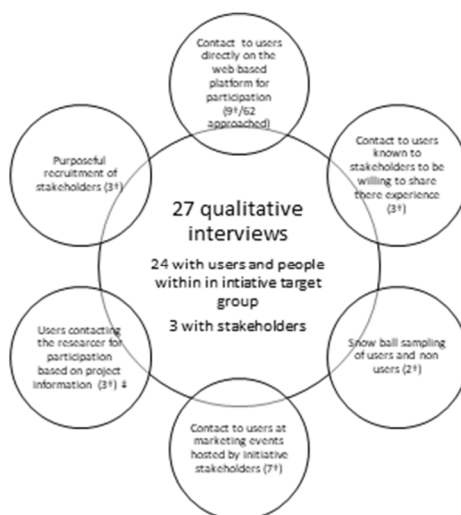 Contact to users
directly on the
web based
platform for
participation
(9†/62
approached)
Contact to users
known to
stakeholders to be
willing to share
there experience
(3†)
Snow ball sampling
of users and non
users (2†)
Contact to users at
marketing events
hosted by initiative
stakeholders (7†)
Users contacting
the researcer for
participation
based on project
information (3†) ‡
Purposeful
recruitment of
stakeholders (3†)
27 qualitative
interviews
24 with users and people
within in intiative target
group
3 with stakeholders